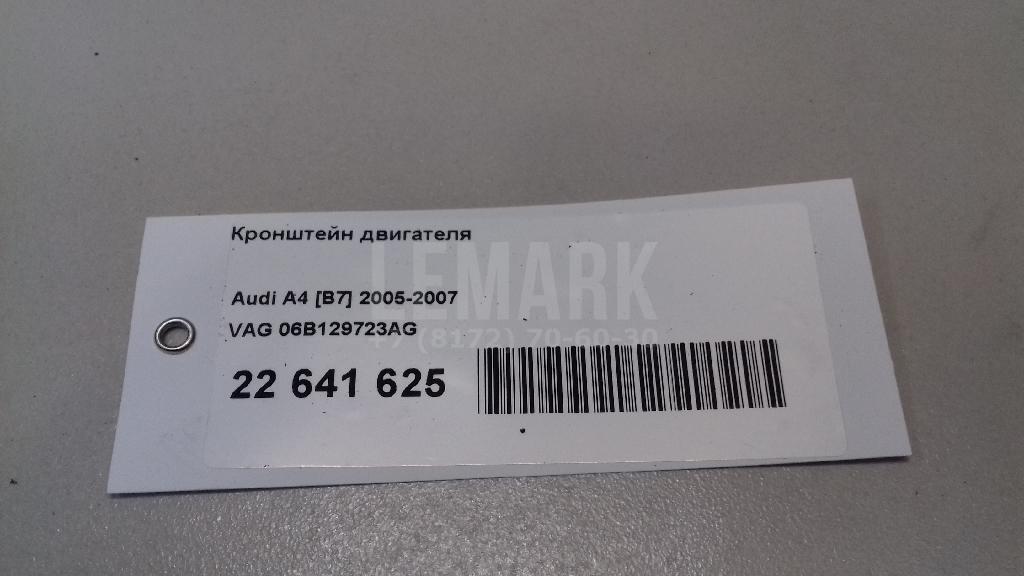 Кронштейн двигателя
LEMARK
Audi A4 [B7] 2005-2007
VAG 06B129723AG
+7 (8172) 70-60-30
22 641 625